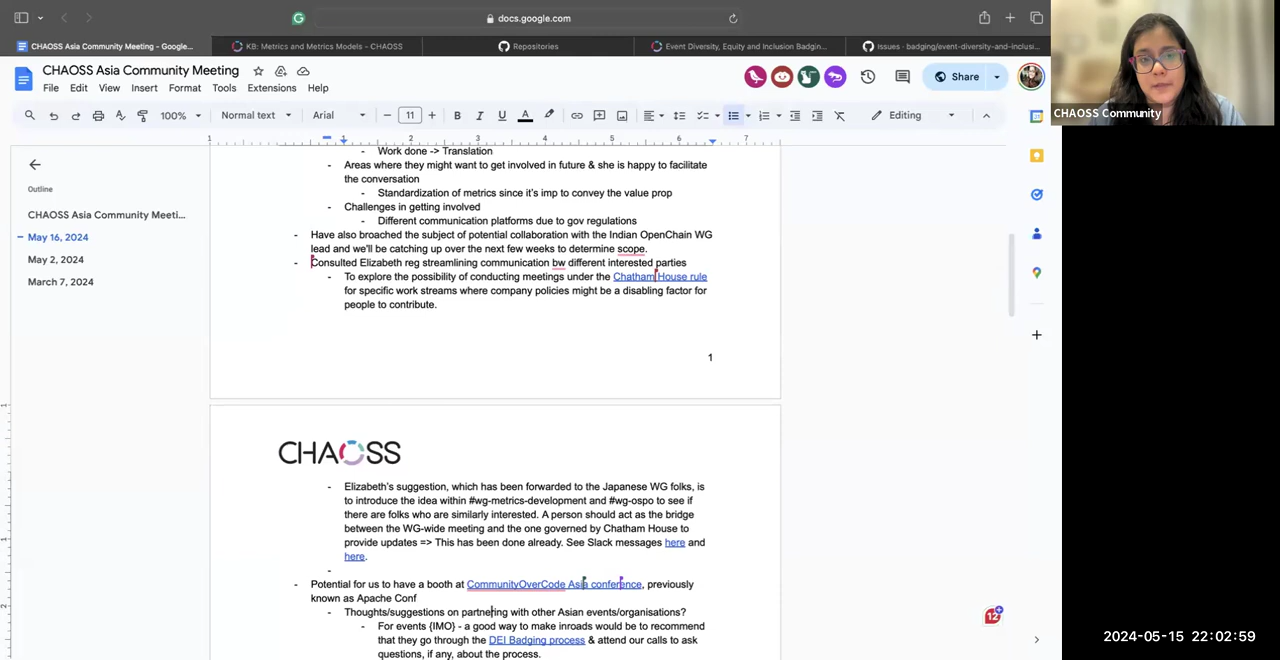 docs.google.com
CHAOSS Asia Community Meeting - Google...
KB: Metrics and Metrics Models - CHAOSS
Repositories
Event Diversity, Equity and Inclusion Badgin...
Issues · badging/event-diversity-and-inclusi...
CHAOSS Asia Community Meeting
File Edit View Insert Format Tools Extensions Help
Share
100% Normal text Arial 11 Editing
1 1 2 3 4 5 6 7
Outline
CHAOSS Asia Community Meeti...
May 16, 2024
May 2, 2024
March 7, 2024
- Work done -> Translation
- Areas where they might want to get involved in future & she is happy to facilitate
the conversation
- Standardization of metrics since it's imp to convey the value prop
- Challenges in getting involved
- Different communication platforms due to gov regulations
- Have also broached the subject of potential collaboration with the Indian OpenChain WG
lead and we'll be catching up over the next few weeks to determine scope.
- Consulted Elizabeth reg streamlining communication bw different interested parties
- To explore the possibility of conducting meetings under the Chatham House rule
for specific work streams where company policies might be a disabling factor for
people to contribute.
1
CHAOSS
- Elizabeth's suggestion, which has been forwarded to the Japanese WG folks, is
to introduce the idea within #wg-metrics-development and #wg-ospo to see if
there are folks who are similarly interested. A person should act as the bridge
between the WG-wide meeting and the one governed by Chatham House to
provide updates => This has been done already. See Slack messages here and
here.
-
- Potential for us to have a booth at CommunityOverCode Asia conference, previously
known as Apache Conf
- Thoughts/suggestions on partnering with other Asian events/organisations?
- For events {IMO} - a good way to make inroads would be to recommend
that they go through the DEI Badging process & attend our calls to ask
questions, if any, about the process.
12
CHAOSS Community
2024-05-15 22:02:59